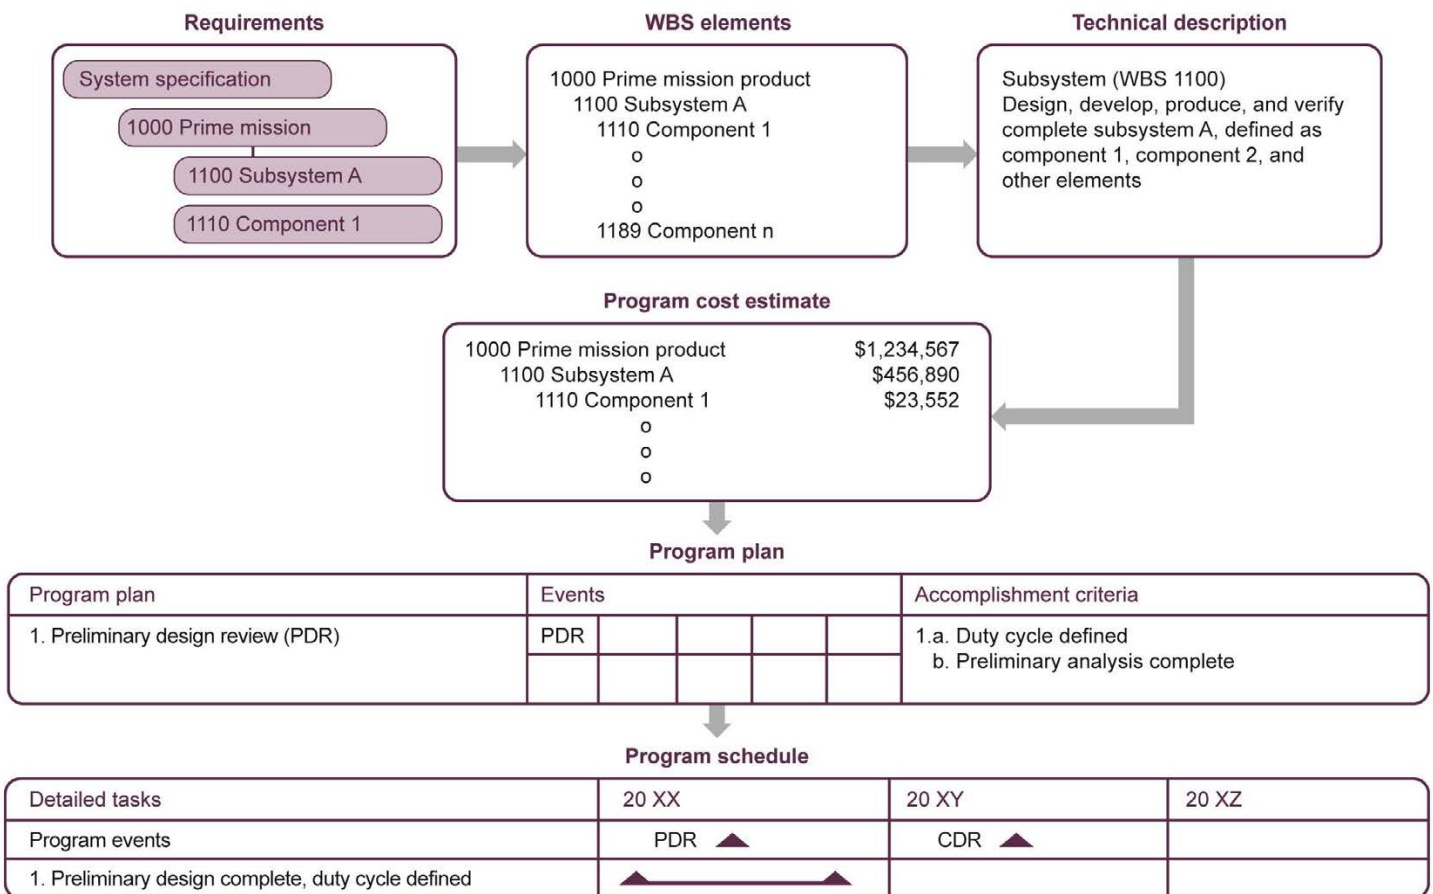 Requirements
System specification
1000 Prime mission
1100 Subsystem A
1110 Component 1
WBS elements
1000 Prime mission product
1100 Subsystem A
1110 Component 1
o
o
o
1189 Component n
Technical description
Subsystem (WBS 1100)
Design, develop, produce, and verify
complete subsystem A, defined as
component 1, component 2, and
other elements
Program cost estimate
1000 Prime mission product $1,234,567
1100 Subsystem A $456,890
1110 Component 1 $23,552
o
o
o
Program plan
Program plan Events Accomplishment criteria
1. Preliminary design review (PDR) PDR 1.a. Duty cycle defined
b. Preliminary analysis complete
Program schedule
Detailed tasks 20 XX 20 XY 20 XZ
Program events PDR CDR
1. Preliminary design complete, duty cycle defined